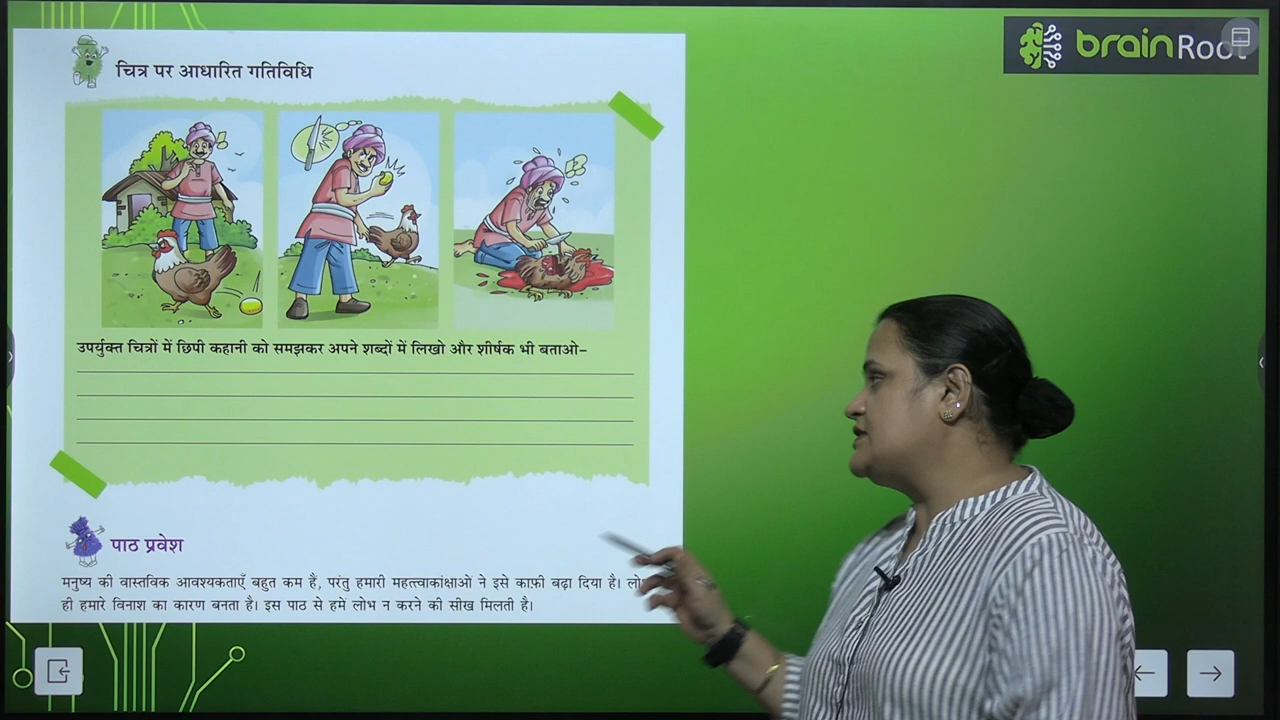 brainRoot
चित्र पर आधारित गतिविधि
उपर्युक्त चित्रों में छिपी कहानी को समझकर अपने शब्दों में लिखो और शीर्षक भी बताओ–
पाठ प्रवेश
मनुष्य की वास्तविक आवश्यकताएँ बहुत कम हैं, परंतु हमारी महत्त्वाकांक्षाओं ने इसे काफ़ी बढ़ा दिया है।
ही हमारे विनाश का कारण बनता है। इस पाठ से हमें लोभ न करने की सीख मिलती है।